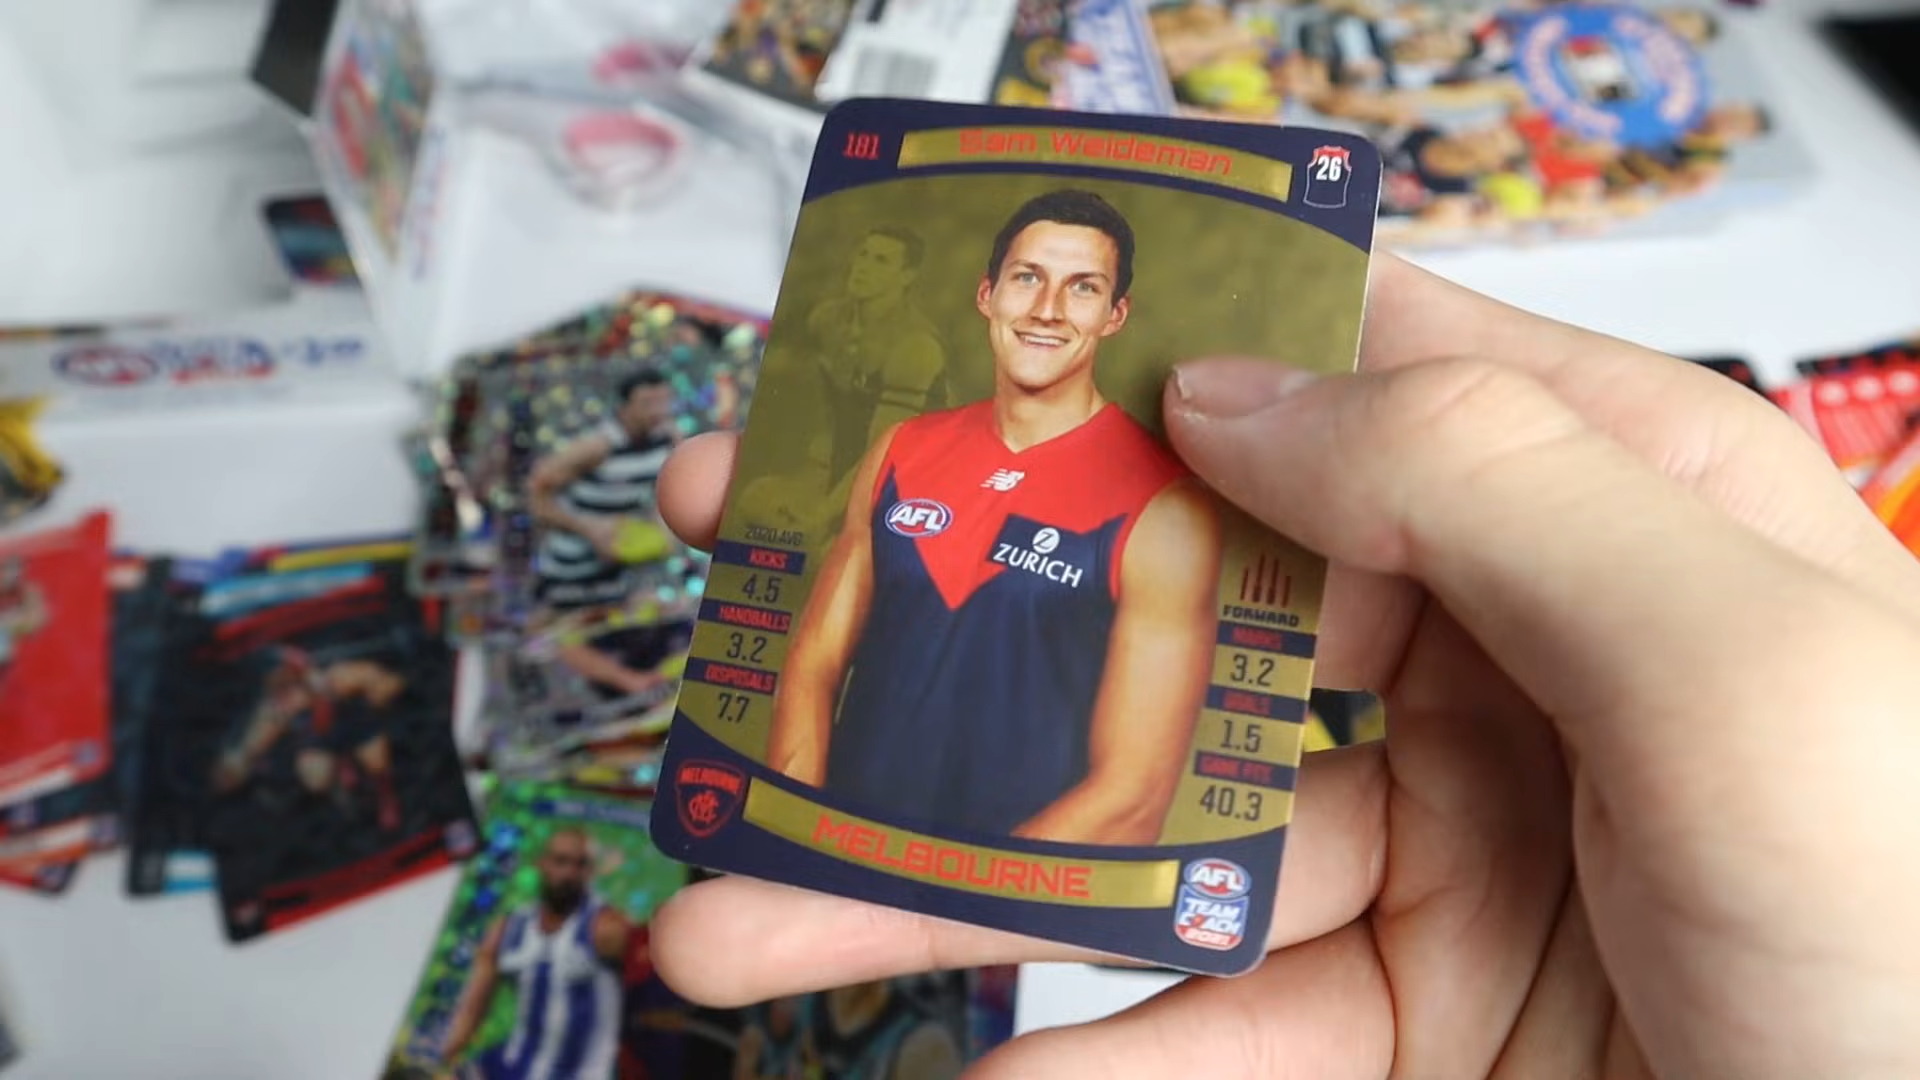 181
Sam Weideman
26
AFL
ZURICH
2020 AVG
KICKS
4.5
HANDBALLS
3.2
DISPOSALS
7.7
FORWARD
MARKS
3.2
GOALS
1.5
GAME PTS
40.3
MELBOURNE
MELBOURNE
AFL
TEAM
COACH
2021